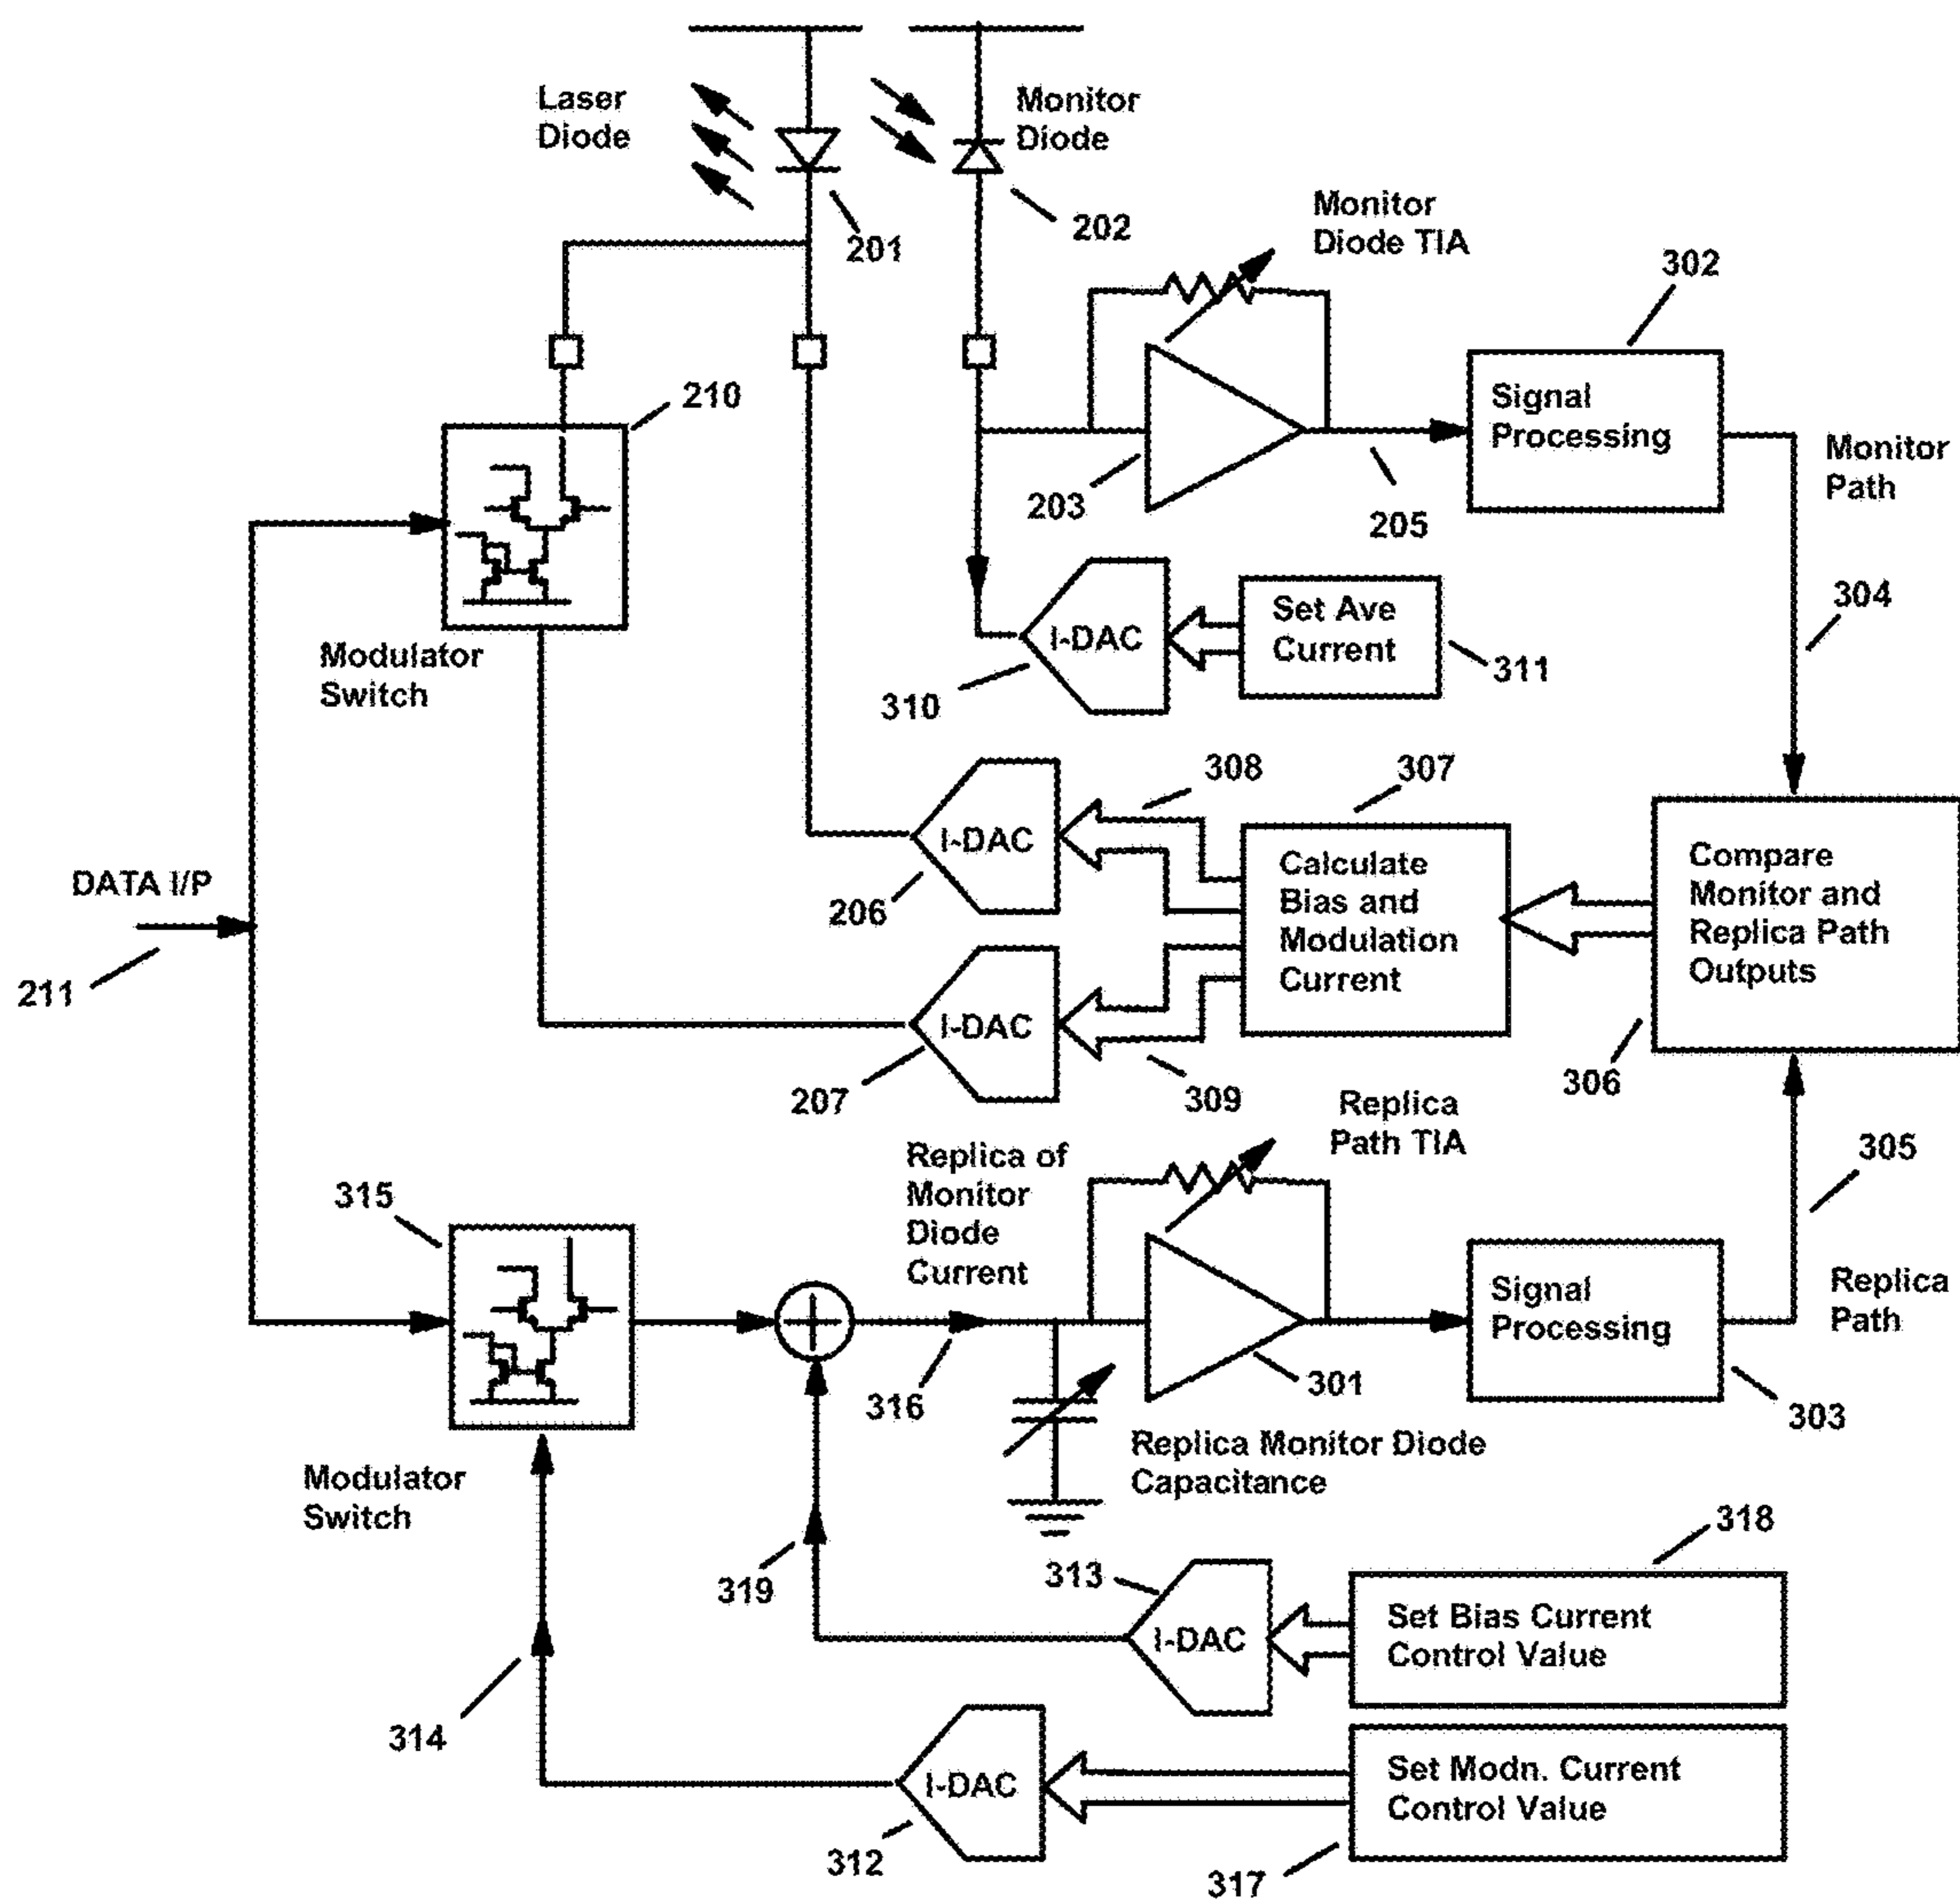 Laser
Diode
Monitor
Diode
201
202
Monitor
Diode TIA
302
210
Signal
Processing
Monitor
Path
203
205
304
Modulator
Switch
I-DAC
Set Ave
Current
310
311
308
307
I-DAC
Calculate
Bias and
Modulation
Current
Compare
Monitor and
Replica Path
Outputs
DATA I/P
206
211
I-DAC
207
309
306
Replica
Path TIA
305
315
Replica of
Monitor
Diode
Current
Signal
Processing
Replica
Path
316
301
303
Replica Monitor Diode
Capacitance
Modulator
Switch
318
319
313
I-DAC
Set Bias Current
Control Value
314
I-DAC
Set Modn. Current
Control Value
312
317